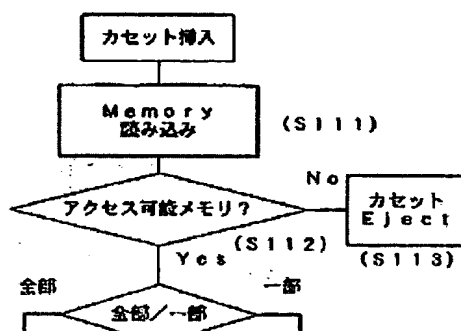 カセット挿入
Memory
読み込み
(S111)
アクセス可能メモリ?
No
カセット
Eject
(S112)
Yes
(S113)
全部
一部
全部/一部